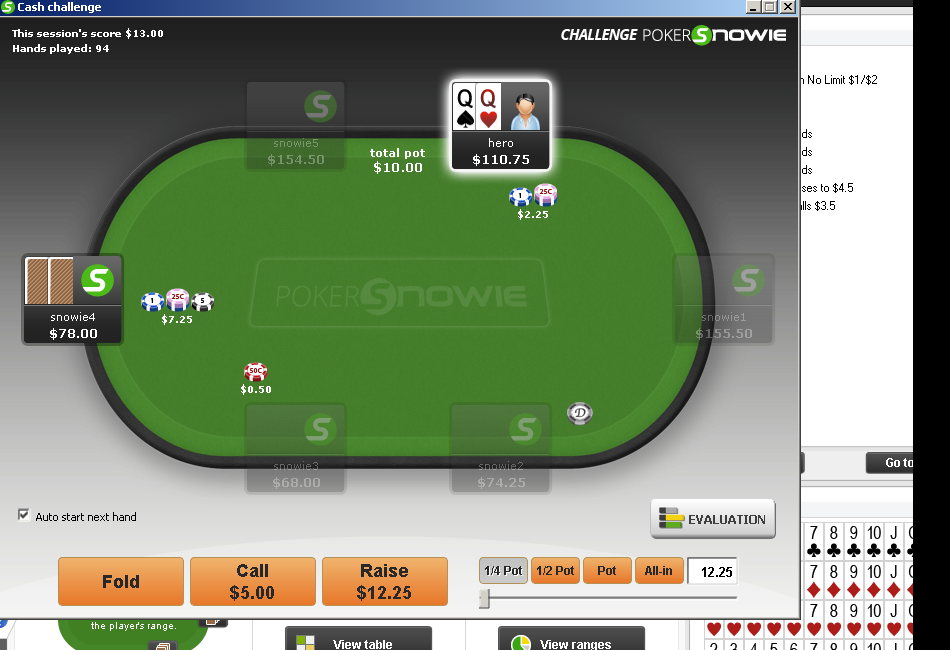 S Cash challenge
This session's score $13.00
Hands played: 94
CHALLENGE POKERSNOWIE
No Limit $1/$2
ds
ds
ds
ses to $4.5
lls $3.5
snowie5
$154.50
total pot
$10.00
Q Q
hero
$110.75
1 25C
$2.25
snowie4
$78.00
1 25C 5
$7.25
POKERSNOWIE
snowie1
$155.50
50C
$0.50
D
snowie3
$68.00
snowie2
$74.25
Go to
Auto start next hand
EVALUATION
Fold
Call
$5.00
Raise
$12.25
1/4 Pot 1/2 Pot Pot All-in 12.25
7 8 9 10 J
7 8 9 10 J
7 8 9 10 J
the player's range.
View table
View ranges